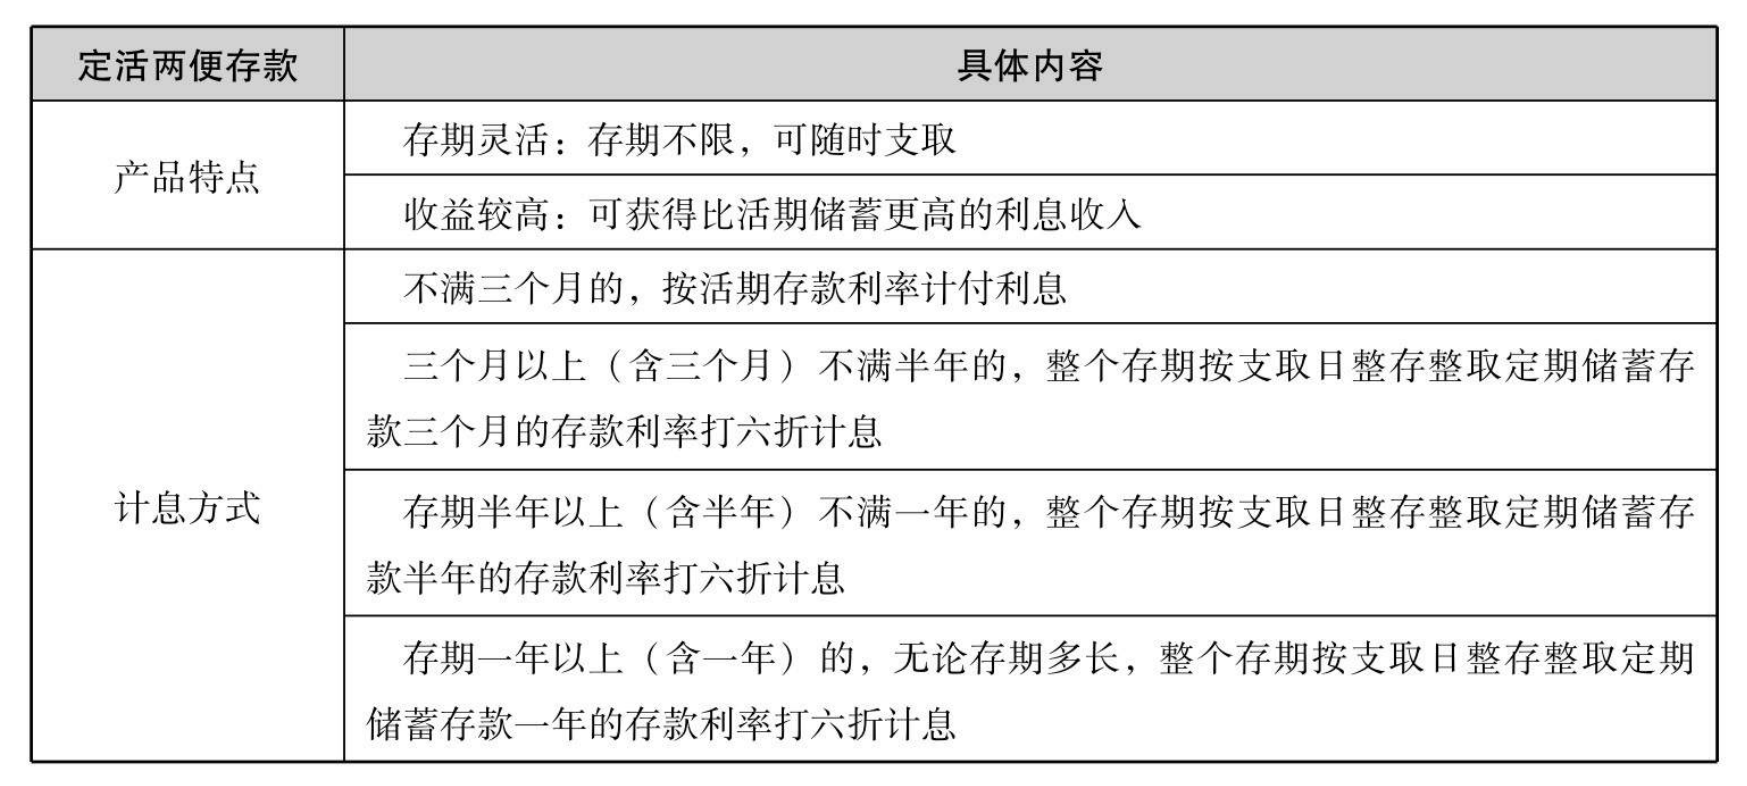 定活两便存款
具体内容
产品特点
存期灵活：存期不限，可随时支取
收益较高：可获得比活期储蓄更高的利息收入
计息方式
不满三个月的，按活期存款利率计付利息
三个月以上（含三个月）不满半年的，整个存期按支取日整存整取定期储蓄存
款三个月的存款利率打六折计息
存期半年以上（含半年）不满一年的，整个存期按支取日整存整取定期储蓄存
款半年的存款利率打六折计息
存期一年以上（含一年）的，无论存期多长，整个存期按支取日整存整取定期
储蓄存款一年的存款利率打六折计息